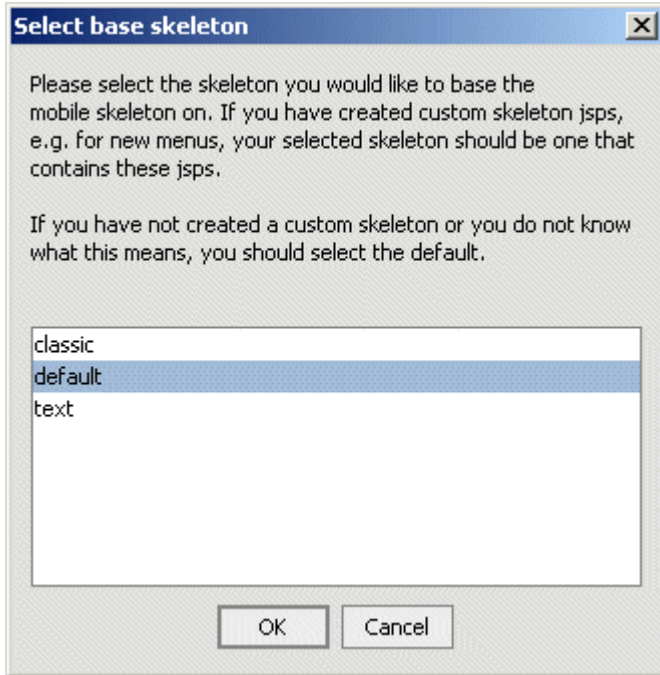 Select base skeleton
Please select the skeleton you would like to base the
mobile skeleton on. If you have created custom skeleton jsps,
e.g. for new menus, your selected skeleton should be one that
contains these jsps.
If you have not created a custom skeleton or you do not know
what this means, you should select the default.
classic
default
text
OK
Cancel